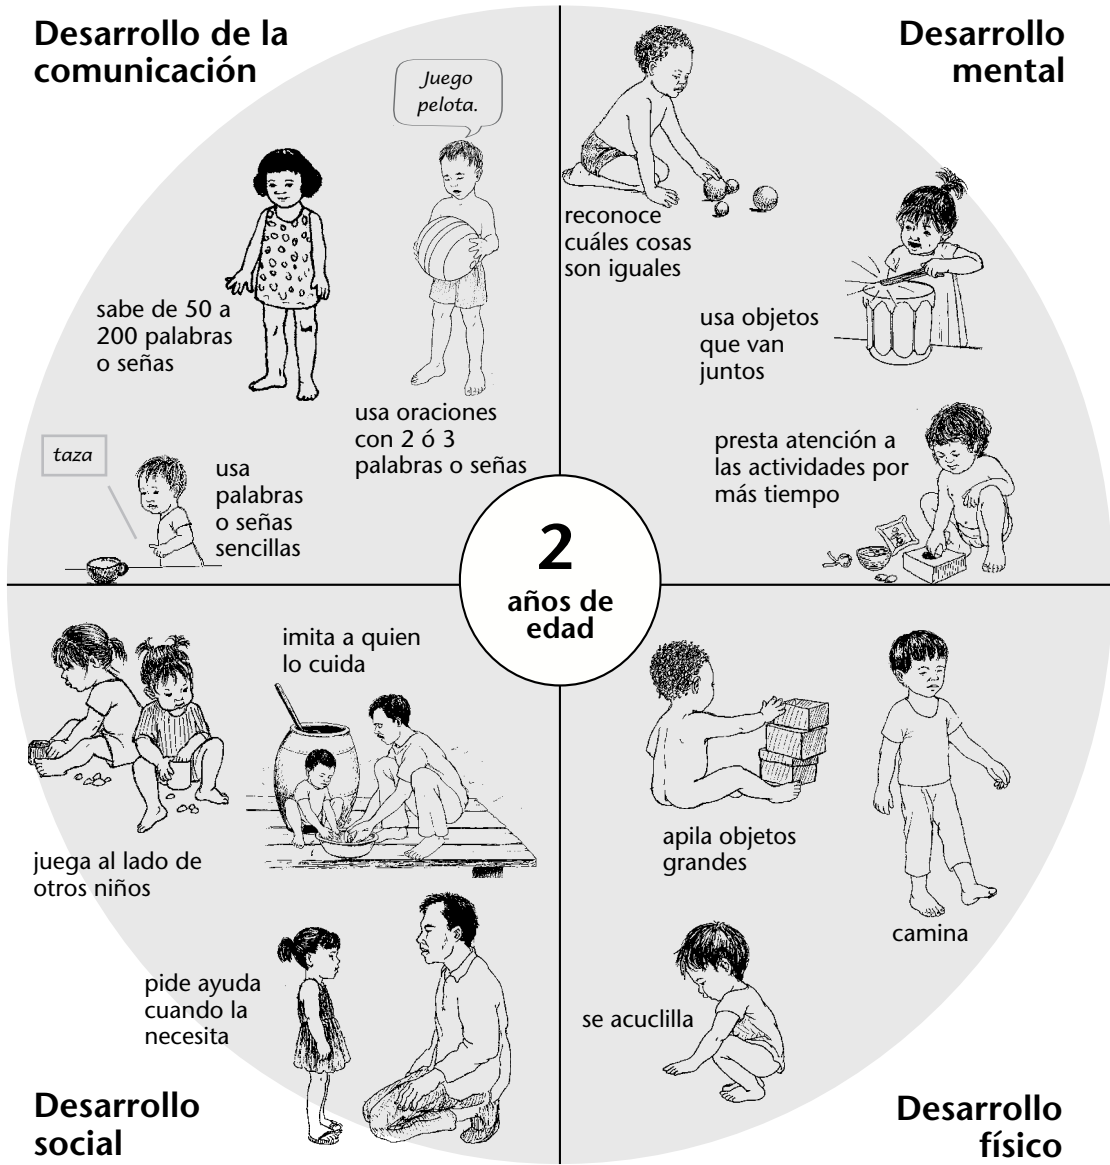 Desarrollo de la
comunicación
Juego
pelota.
sabe de 50 a
200 palabras
o señas
usa oraciones
con 2 ó 3
palabras o señas
taza
usa
palabras
o señas
sencillas
Desarrollo
mental
reconoce
cuáles cosas
son iguales
usa objetos
que van
juntos
presta atención a
las actividades por
más tiempo
2
años de
edad
imita a quien
lo cuida
juega al lado de
otros niños
pide ayuda
cuando la
necesita
Desarrollo
social
apila objetos
grandes
camina
se acuclilla
Desarrollo
físico